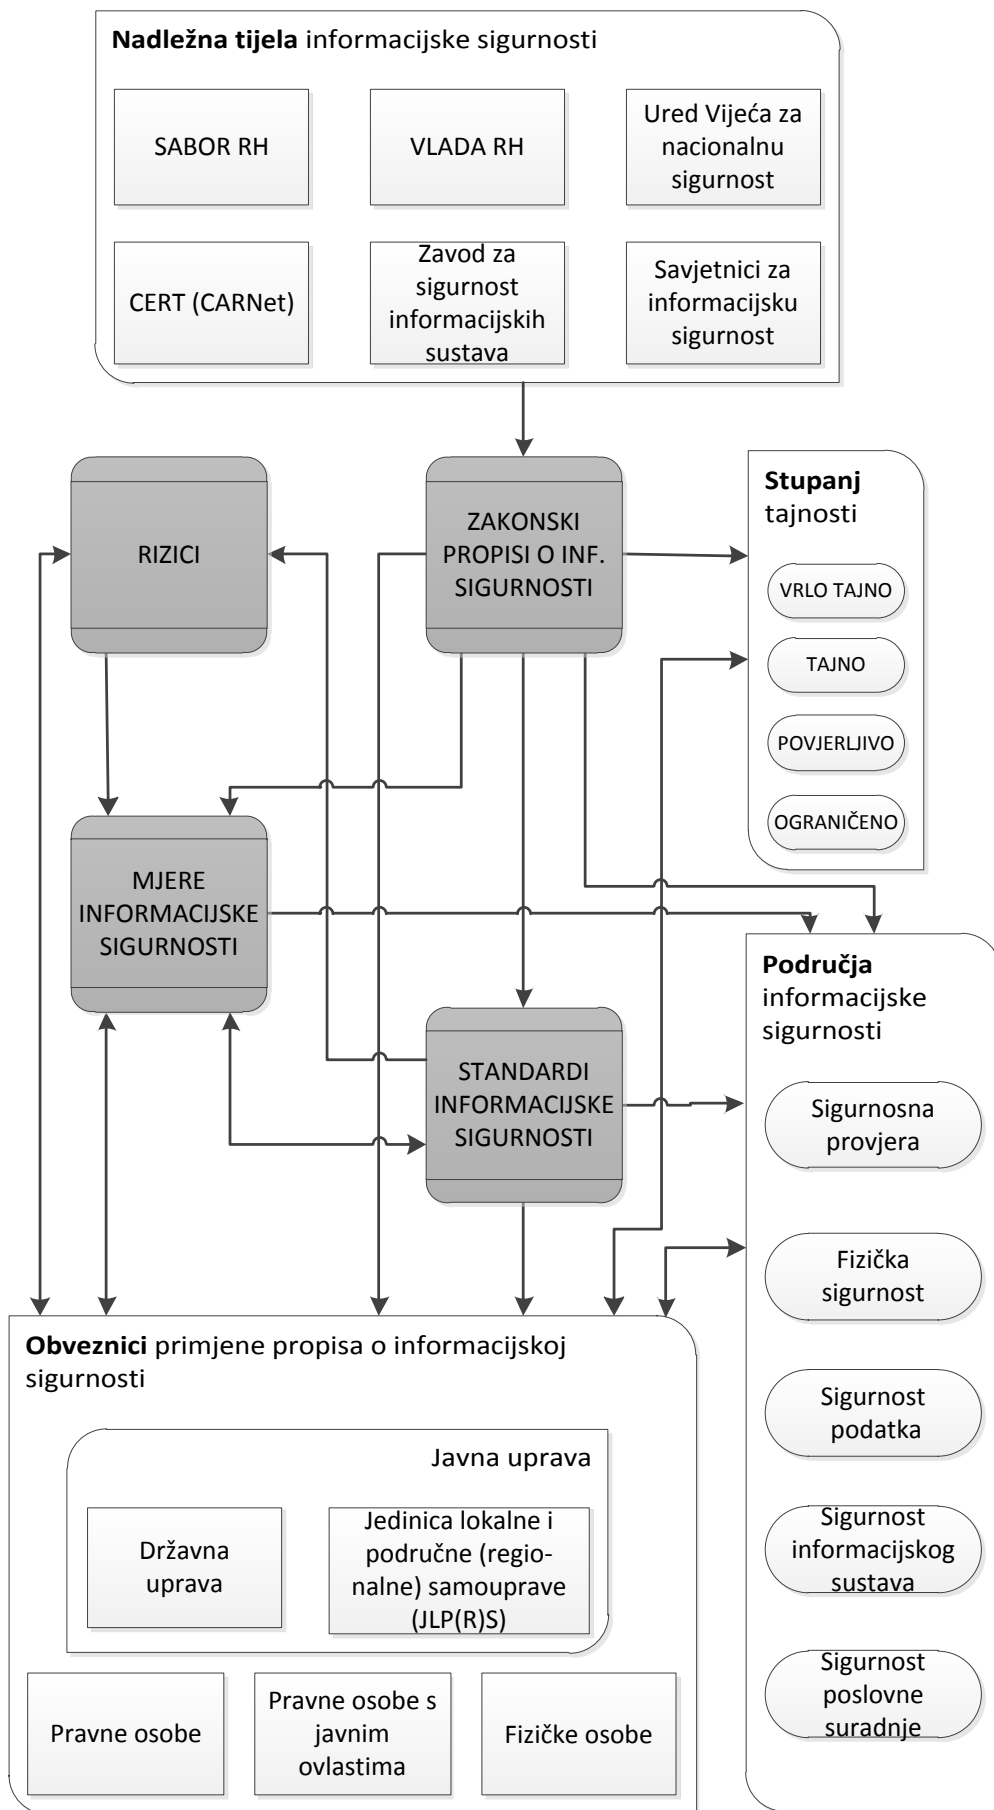 Nadležna tijela informacijske sigurnosti
SABOR RH
VLADA RH
Ured Vijeća za
nacionalnu
sigurnost
CERT (CARNet)
Zavod za
sigurnost
informacijskih
sustava
Savjetnici za
informacijsku
sigurnost
RIZICI
ZAKONSKI
PROPISI O INF.
SIGURNOSTI
Stupanj
tajnosti
VRLO TAJNO
TAJNO
POVJERLJIVO
OGRANIČENO
MJERE
INFORMACIJSKE
SIGURNOSTI
STANDARDI
INFORMACIJSKE
SIGURNOSTI
Područja
informacijske
sigurnosti
Sigurnosna
provjera
Fizička
sigurnost
Sigurnost
podatka
Sigurnost
informacijskog
sustava
Sigurnost
poslovne
suradnje
Obveznici primjene propisa o informacijskoj
sigurnosti
Javna uprava
Državna
uprava
Jedinica lokalne i
područne (regio-
nalne) samouprave
(JLP(R)S)
Pravne osobe
Pravne osobe s
javnim
ovlastima
Fizičke osobe